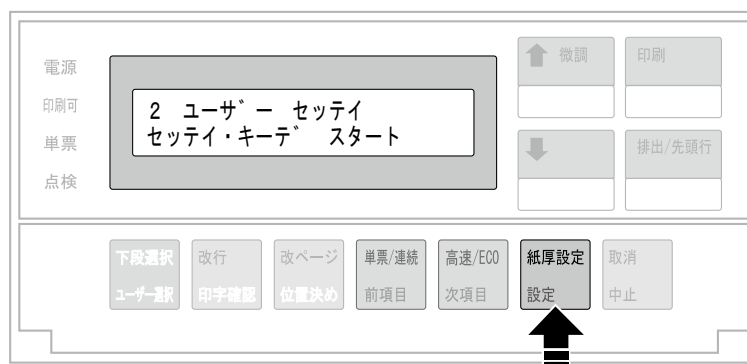 電源
印刷可
単票
点検
2 ユーザ゛ー セッテイ
セッテイ・キーデ゛ スタート
微調
印刷
排出/先頭行
下段選択
ユーザー選択
改行
印字確認
改ページ
位置決め
単票/連続
前項目
高速/ECO
次項目
紙厚設定
設定
取消
中止